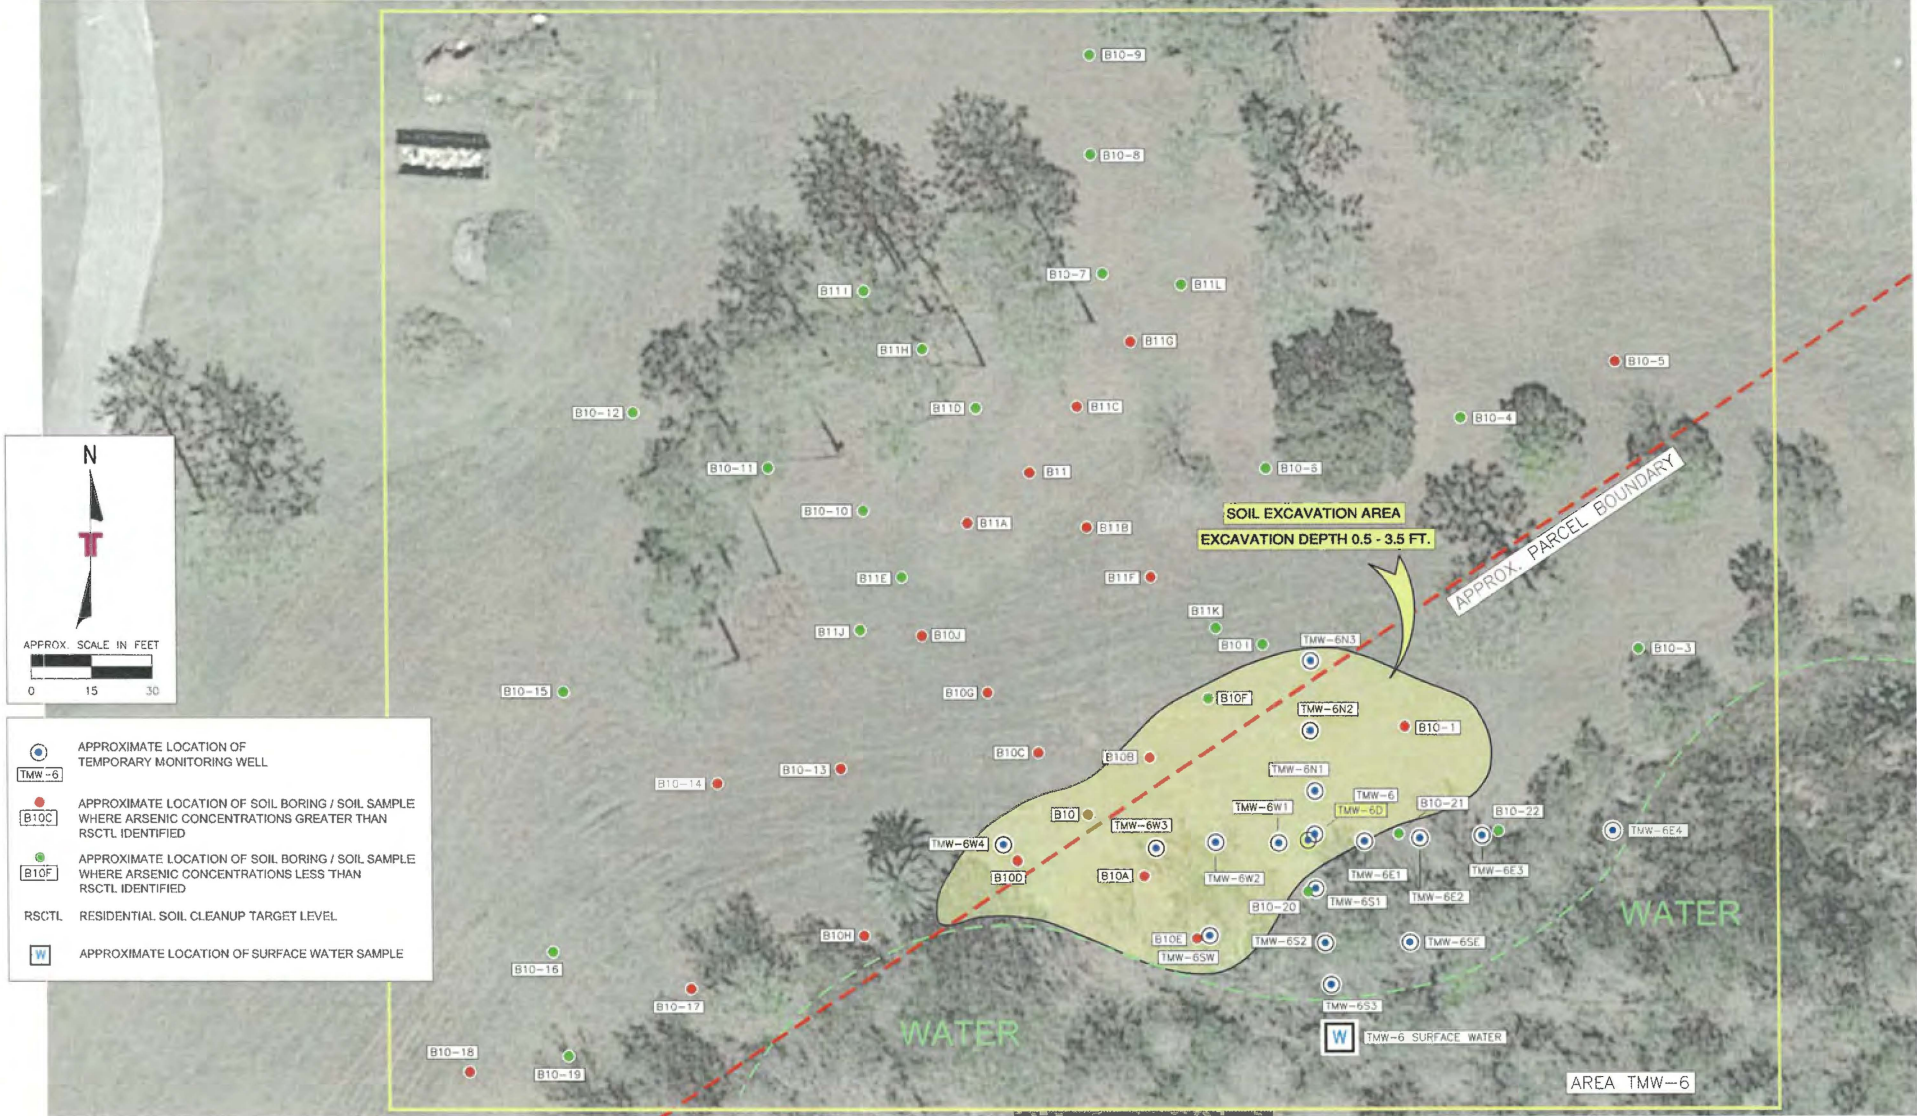 B10-9
B10-8
B10-7
B11L
B11I
B11G
B11H
B10-5
B11D
B11C
B10-12
B10-4
B10-11
B11
B10-6
B10-10
B11A
B11B
SOIL EXCAVATION AREA
EXCAVATION DEPTH 0.5 - 3.5 FT.
APPROX. PARCEL BOUNDARY
B11E
B11F
B11K
B11J
B10J
B10I
TMW-6N3
B10-3
B10-15
B10G
B10F
TMW-6N2
B10-1
B10C
B10B
B10-14
B10-13
TMW-6N1
TMW-6W1
TMW-6
TMW-6D
B10-21
B10-22
B10
TMW-6W3
TMW-6W4
TMW-6E4
B10D
B10A
TMW-6W2
TMW-6E1
TMW-6E3
B10-20
TMW-6S1
TMW-6E2
WATER
B10H
B10E
TMW-6SW
TMW-6S2
TMW-6SE
B10-16
B10-17
TMW-6S3
WATER
TMW-6 SURFACE WATER
W
B10-18
B10-19
AREA TMW-6
N
APPROX. SCALE IN FEET
0 15 30
APPROXIMATE LOCATION OF
TEMPORARY MONITORING WELL
TMW-6
APPROXIMATE LOCATION OF SOIL BORING / SOIL SAMPLE
WHERE ARSENIC CONCENTRATIONS GREATER THAN
RSCTL IDENTIFIED
B10C
APPROXIMATE LOCATION OF SOIL BORING / SOIL SAMPLE
WHERE ARSENIC CONCENTRATIONS LESS THAN
RSCTL IDENTIFIED
B10F
RSCTL RESIDENTIAL SOIL CLEANUP TARGET LEVEL
W APPROXIMATE LOCATION OF SURFACE WATER SAMPLE